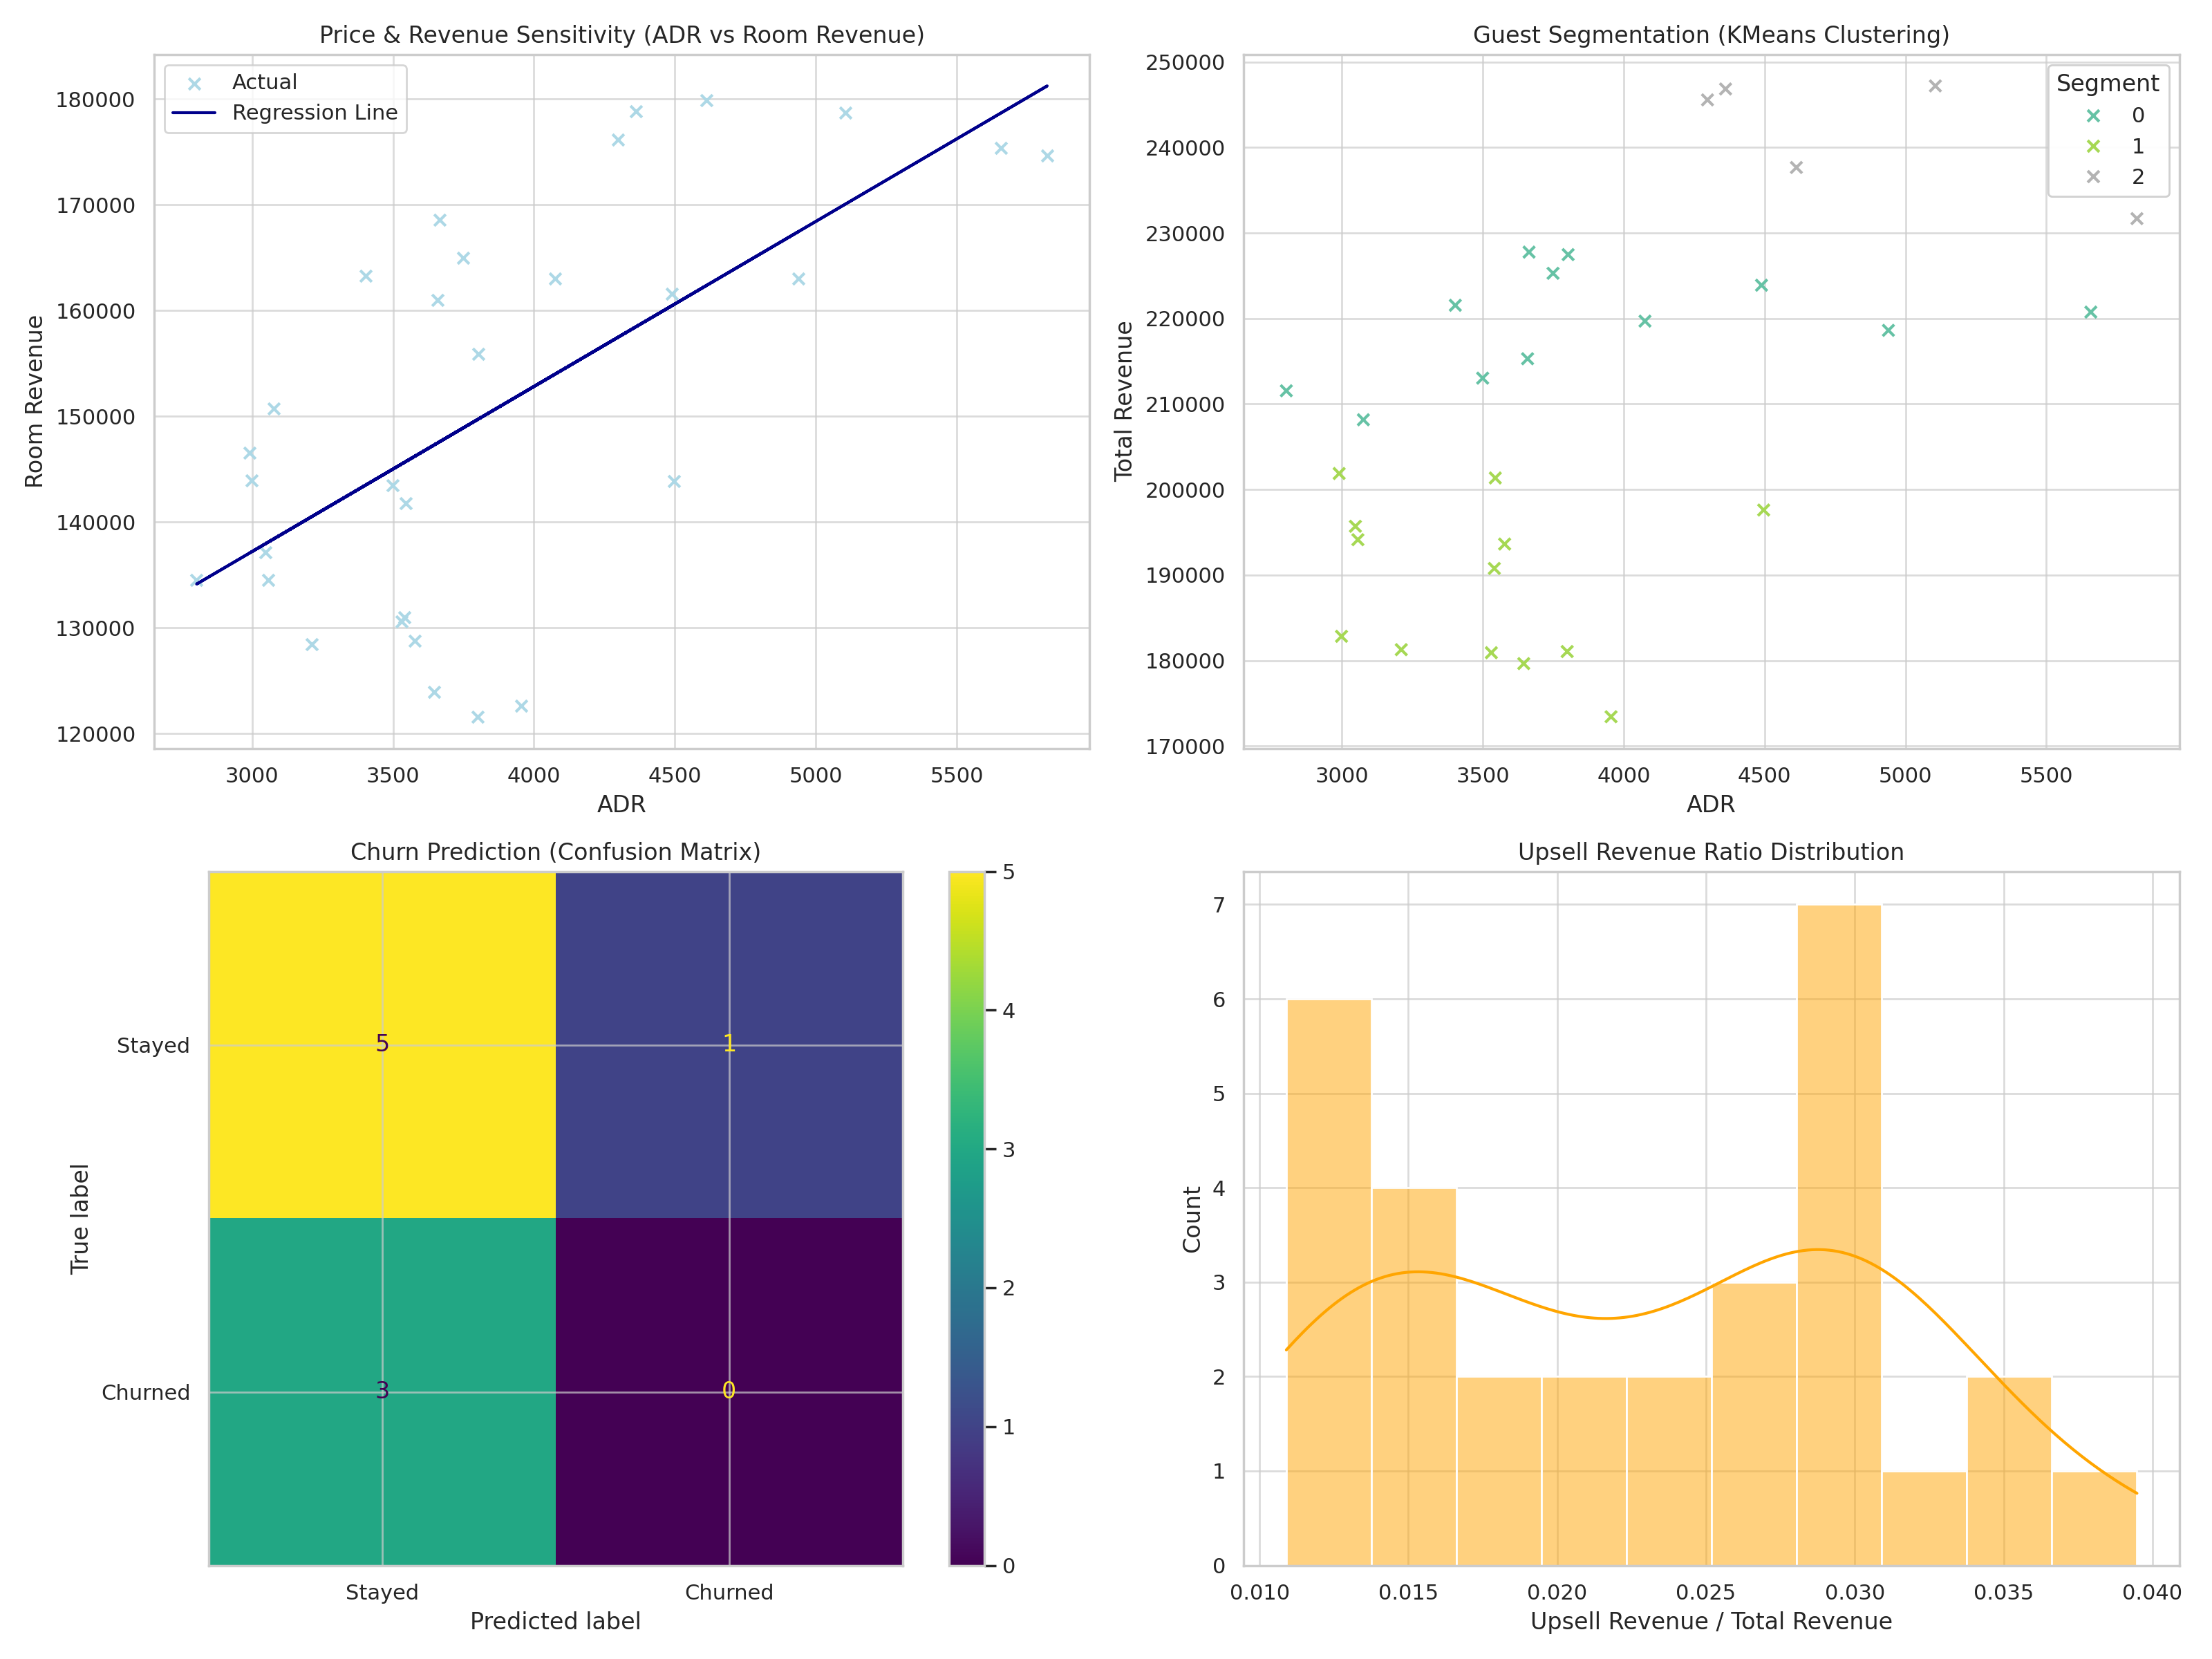 Price & Revenue Sensitivity (ADR vs Room Revenue)
Actual
Regression Line
Room Revenue
180000
170000
160000
150000
140000
130000
120000
3000 3500 4000 4500 5000 5500
ADR
Guest Segmentation (KMeans Clustering)
Segment
0
1
2
Total Revenue
250000
240000
230000
220000
210000
200000
190000
180000
170000
3000 3500 4000 4500 5000 5500
ADR
Churn Prediction (Confusion Matrix)
True label
Stayed
Churned
5 1
3 0
Stayed Churned
Predicted label
5
4
3
2
1
0
Upsell Revenue Ratio Distribution
Count
7
6
5
4
3
2
1
0
0.010 0.015 0.020 0.025 0.030 0.035 0.040
Upsell Revenue / Total Revenue